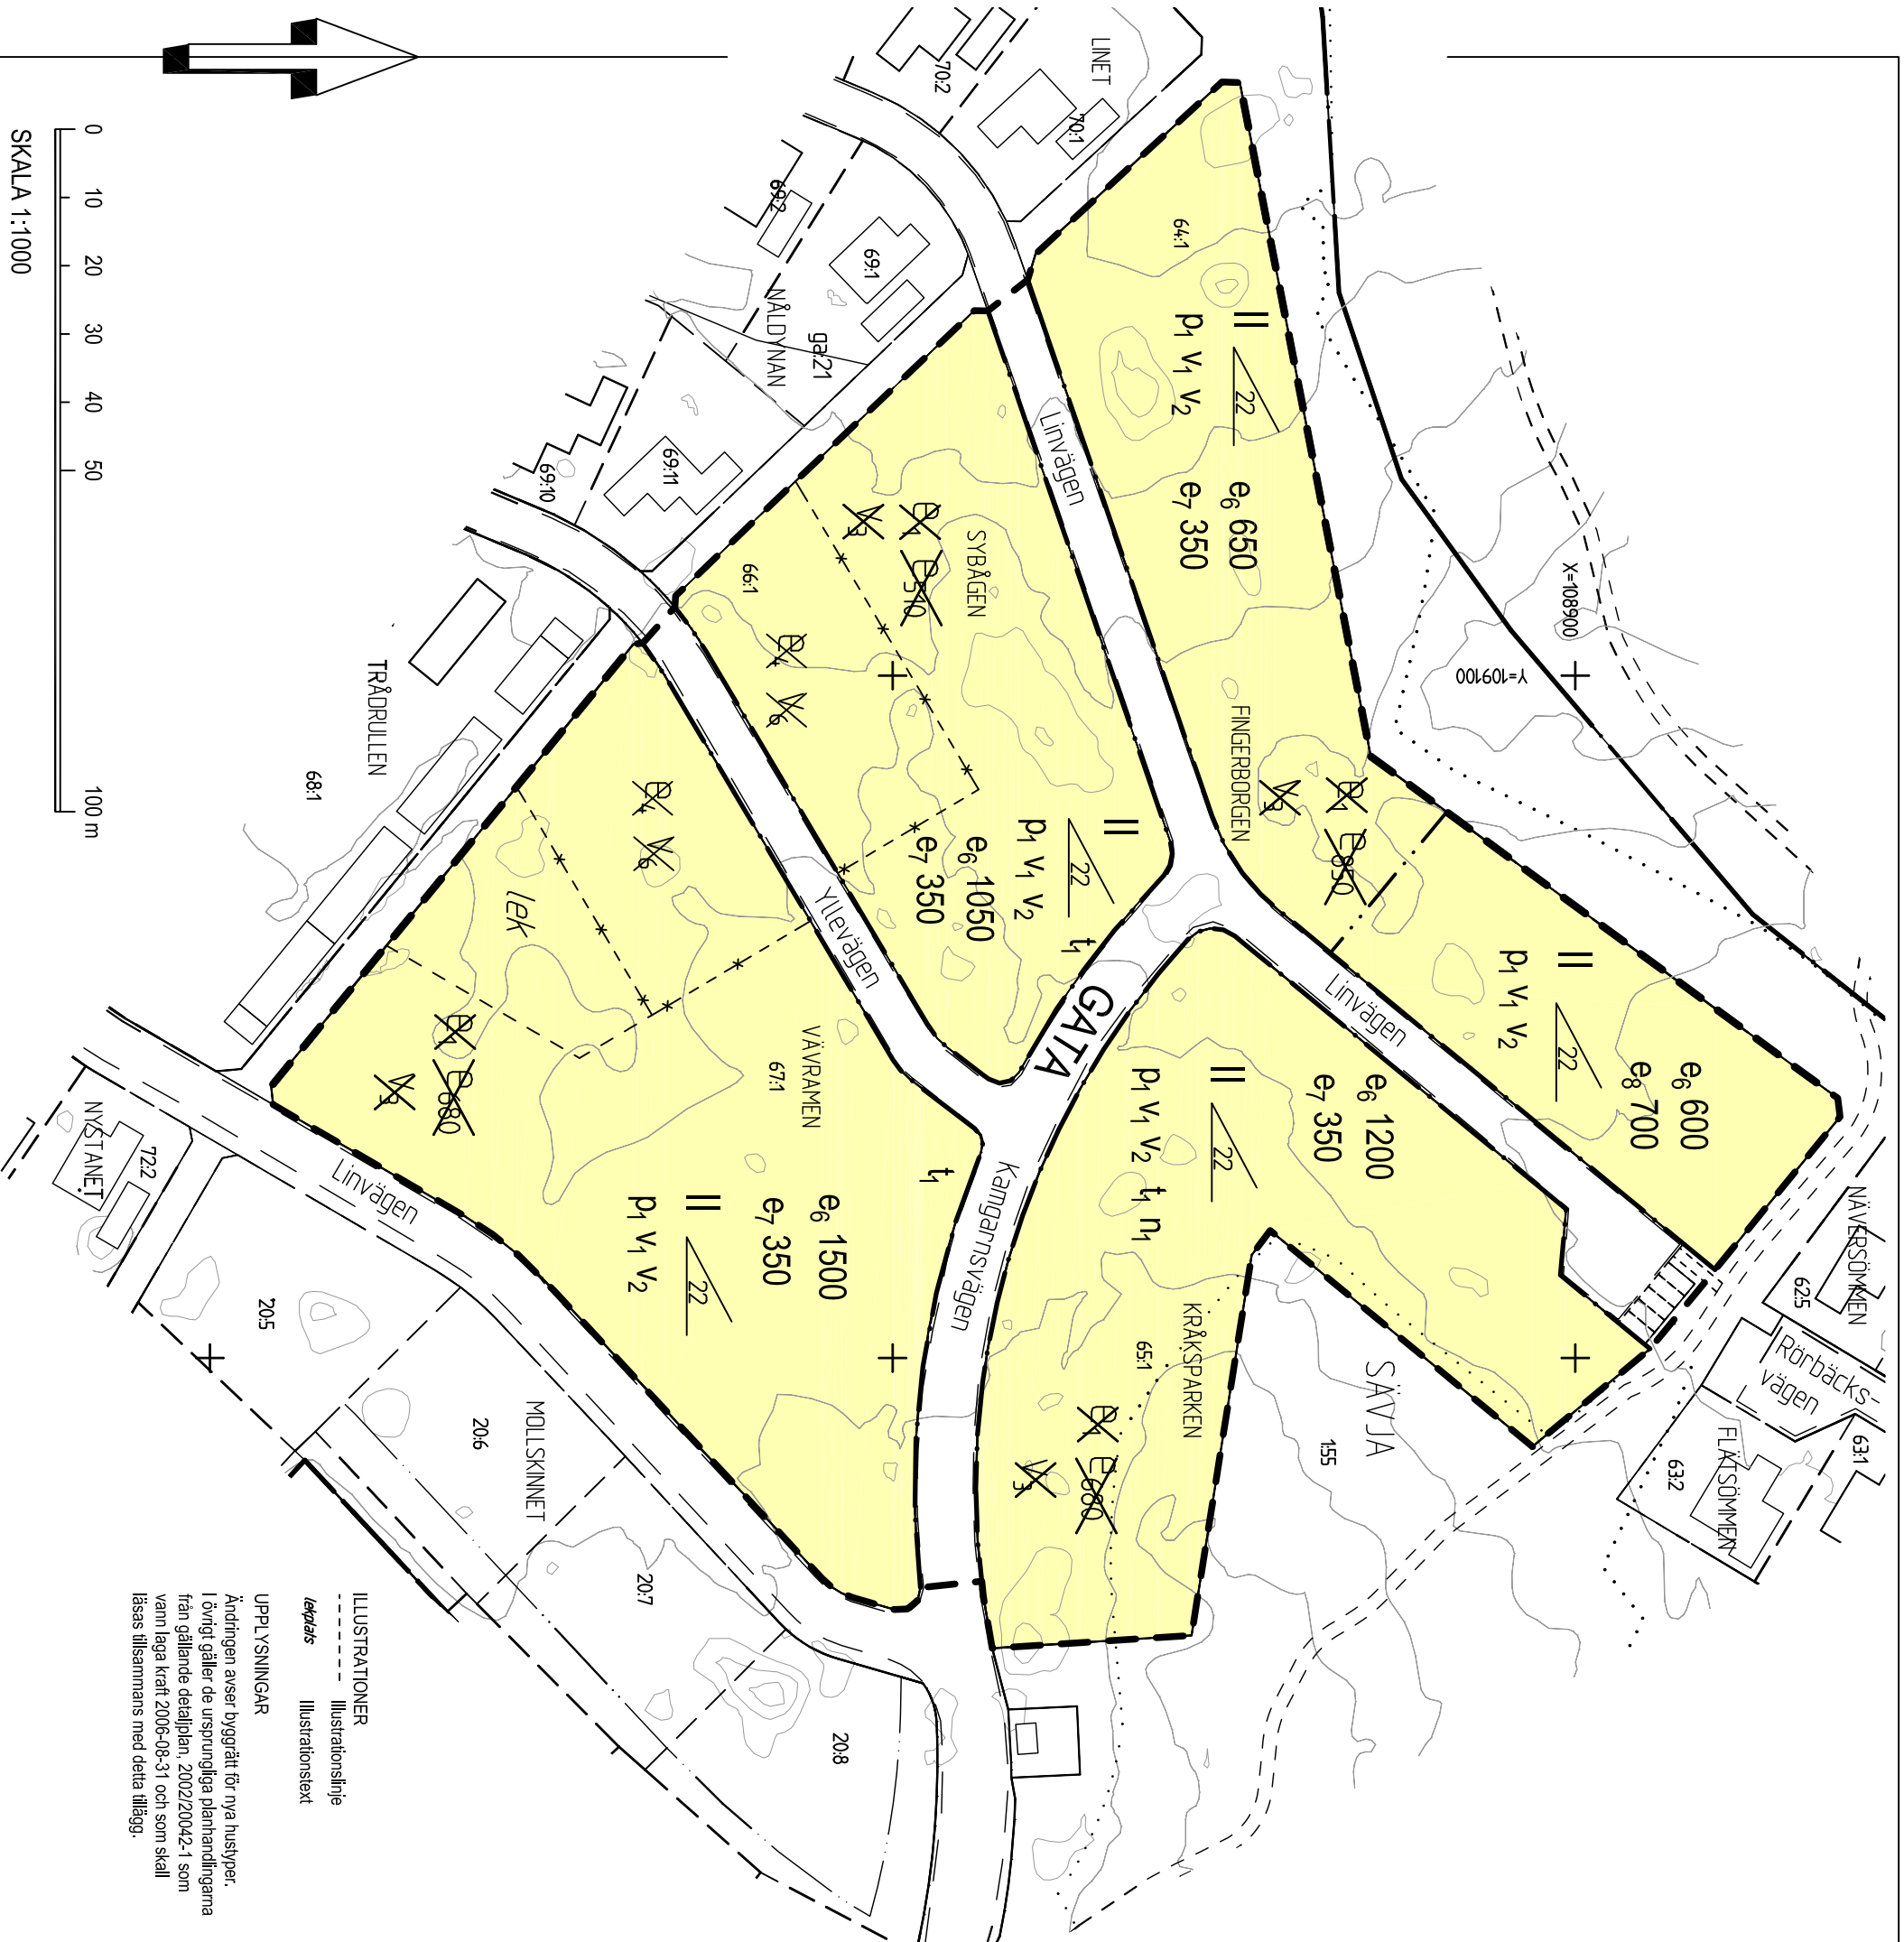 LINET
70:2
70:1
69:2
69:1
NÅLDYNAN
ga:21
69:11
69:10
64:1
II
22
p1 v1 v2
e6 650
e7 350
Linvägen
FINGERBORGEN
X=108900
Y=109100
SYBÅGEN
66:1
II
22
p1 v1 v2
e6 1050
e7 350
t1
TRÅDRULLEN
68:1
lek
Yllevägen
GATA
Linvägen
II
22
p1 v1 v2
e6 600
e8 700
e6 1200
e7 350
II
22
p1 v1 v2 t1 n1
VÄVRAMEN
67:1
t1
e6 1500
e7 350
II
22
p1 v1 v2
Kamgarnsvägen
KRÅKSPARKEN
65:1
SÄVJA
1:55
NÄVERSÖMMEN
62:5
Rörbäcks-
vägen
63:1
63:2
FLÄTSÖMMEN
NYSTANET
72:2
Linvägen
20:5
20:6
MOLLSKINNET
20:7
20:8
0 10 20 30 40 50 100 m
SKALA 1:1000
ILLUSTRATIONER
Illustrationslinje
lekplats Illustrationstext
UPPLYSNINGAR
Ändringen avser byggrätt för nya hustyper.
I övrigt gäller de ursprungliga planhandlingarna
från gällande detaljplan, 2002/20042-1 som
vann laga kraft 2006-08-31 och som skall
läsas tillsammans med detta tillägg.